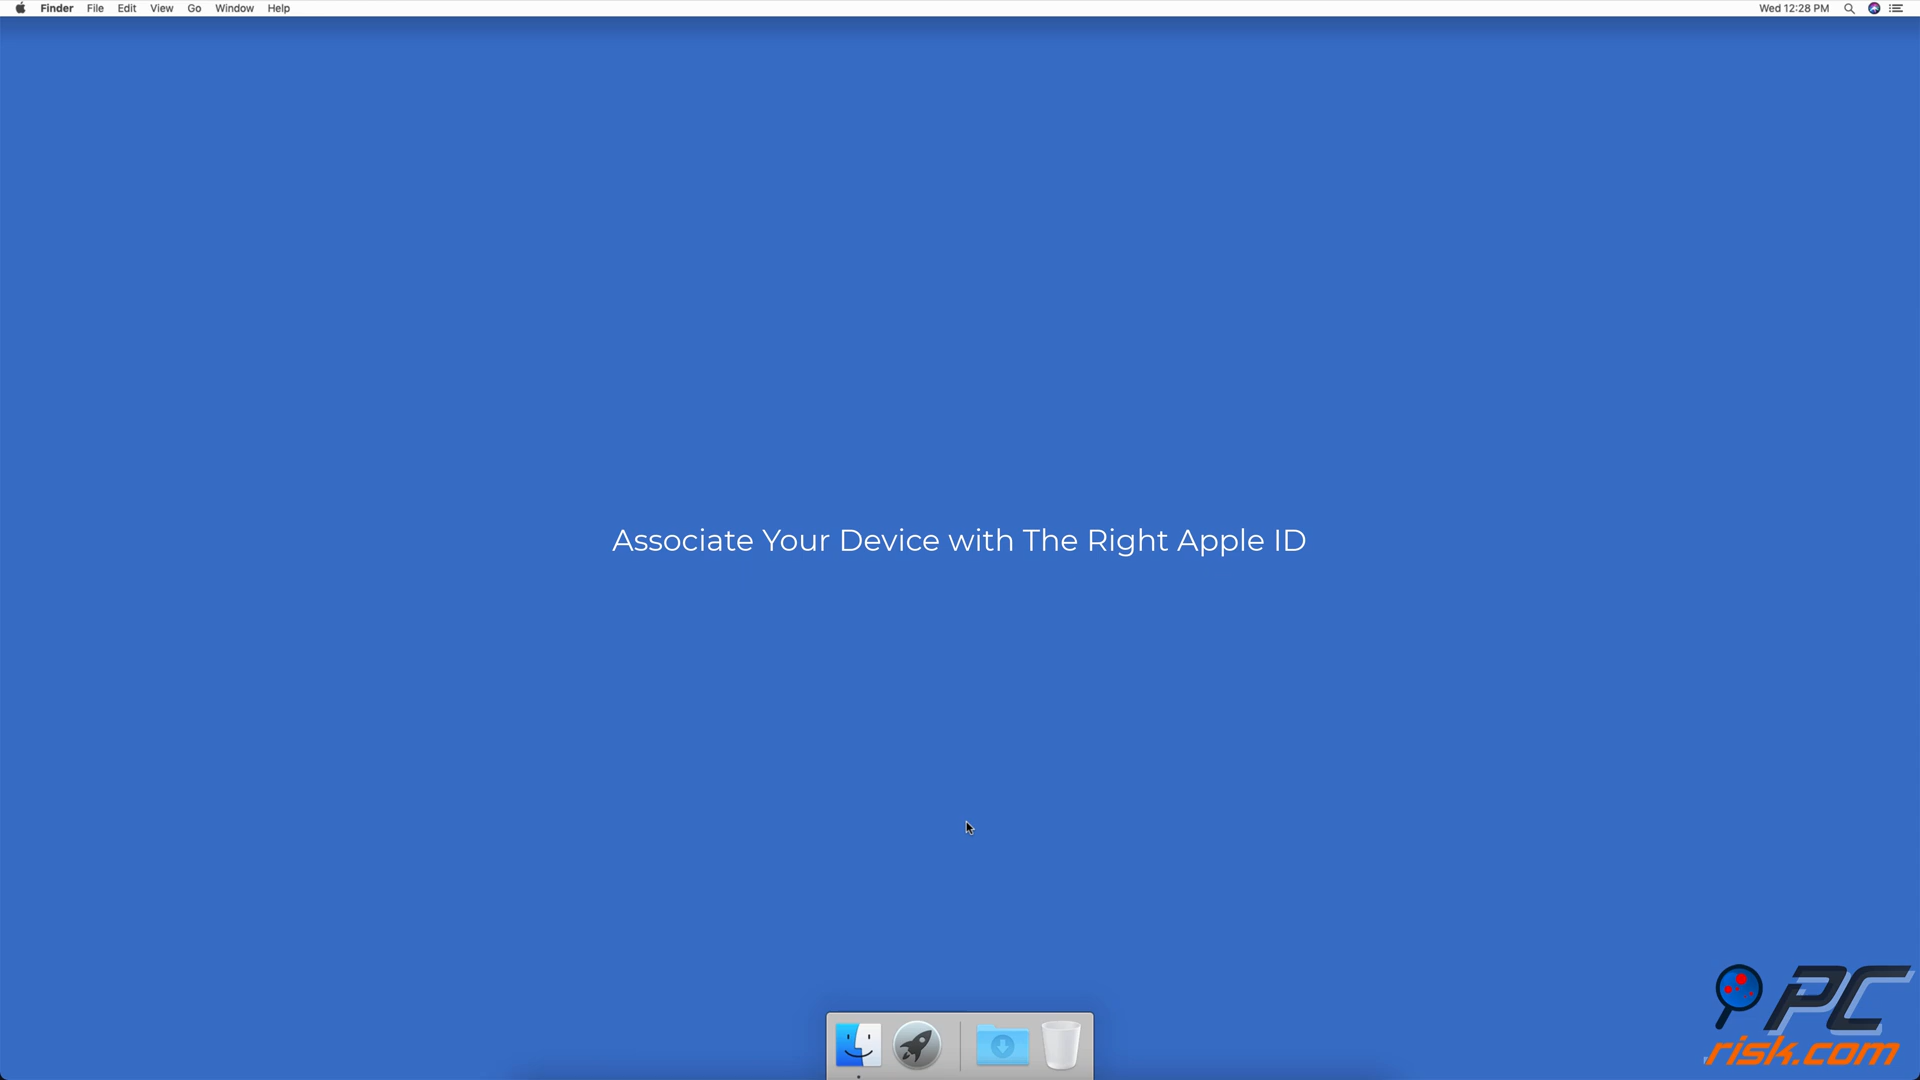 Finder File Edit View Go Window Help Wed 12:28 PM
Associate Your Device with The Right Apple ID
PC
risk.com